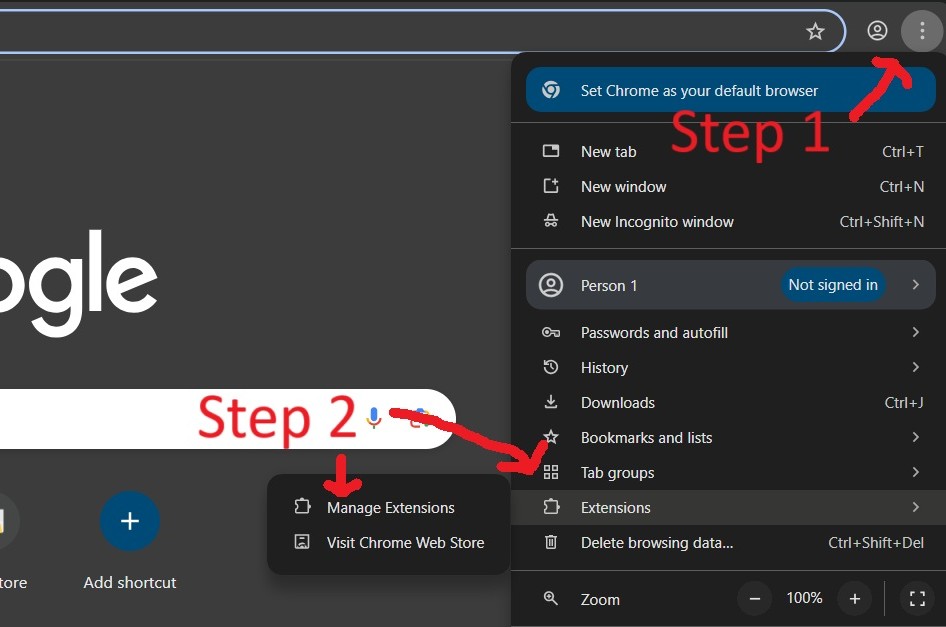 Set Chrome as your default browser
Step 1
New tab Ctrl+T
New window Ctrl+N
New Incognito window Ctrl+Shift+N
ogle
Person 1 Not signed in
Passwords and autofill
History
Downloads Ctrl+J
Step 2
Bookmarks and lists
Tab groups
Extensions
Manage Extensions
Visit Chrome Web Store
Delete browsing data... Ctrl+Shift+Del
tore
Add shortcut
Zoom − 100% +